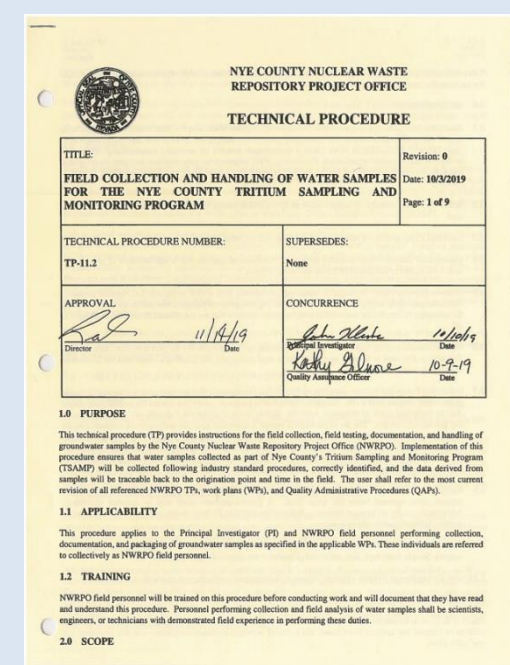 NYE COUNTY NUCLEAR WASTE
REPOSITORY PROJECT OFFICE
TECHNICAL PROCEDURE
TITLE:
FIELD COLLECTION AND HANDLING OF WATER SAMPLES
FOR THE NYE COUNTY TRITIUM SAMPLING AND
MONITORING PROGRAM
Revision: 0
Date: 10/3/2019
Page: 1 of 9
TECHNICAL PROCEDURE NUMBER:
TP-11.2
SUPERSEDES:
None
APPROVAL
11/14/19
Director Date
CONCURRENCE
John 10/10/19
Principal Investigator Date
Kathy Gilmore 10-9-19
Quality Assurance Officer Date
1.0 PURPOSE
This technical procedure (TP) provides instructions for the field collection, field testing, documentation, and handling of
groundwater samples by the Nye County Nuclear Waste Repository Project Office (NWRPO). Implementation of this
procedure ensures that water samples collected as part of Nye County's Tritium Sampling and Monitoring Program
(TSAMP) will be collected following industry standard procedures, correctly identified, and the data derived from
samples will be traceable back to the origination point and time in the field. The user shall refer to the most current
revision of all referenced NWRPO TPs, work plans (WPs), and Quality Administrative Procedures (QAPs).
1.1 APPLICABILITY
This procedure applies to the Principal Investigator (PI) and NWRPO field personnel performing collection,
documentation, and packaging of groundwater samples as specified in the applicable WPs. These individuals are referred
to collectively as NWRPO field personnel.
1.2 TRAINING
NWRPO field personnel will be trained on this procedure before conducting work and will document that they have read
and understand this procedure. Personnel performing collection and field analysis of water samples shall be scientists,
engineers, or technicians with demonstrated field experience in performing these duties.
2.0 SCOPE